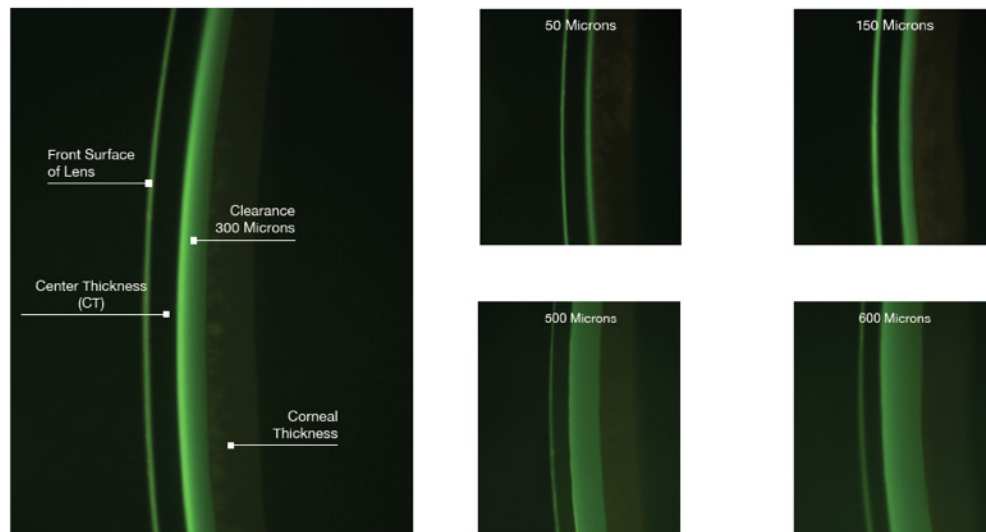 Front Surface
of Lens
Clearance
300 Microns
Center Thickness
(CT)
Corneal
Thickness
50 Microns
150 Microns
500 Microns
600 Microns